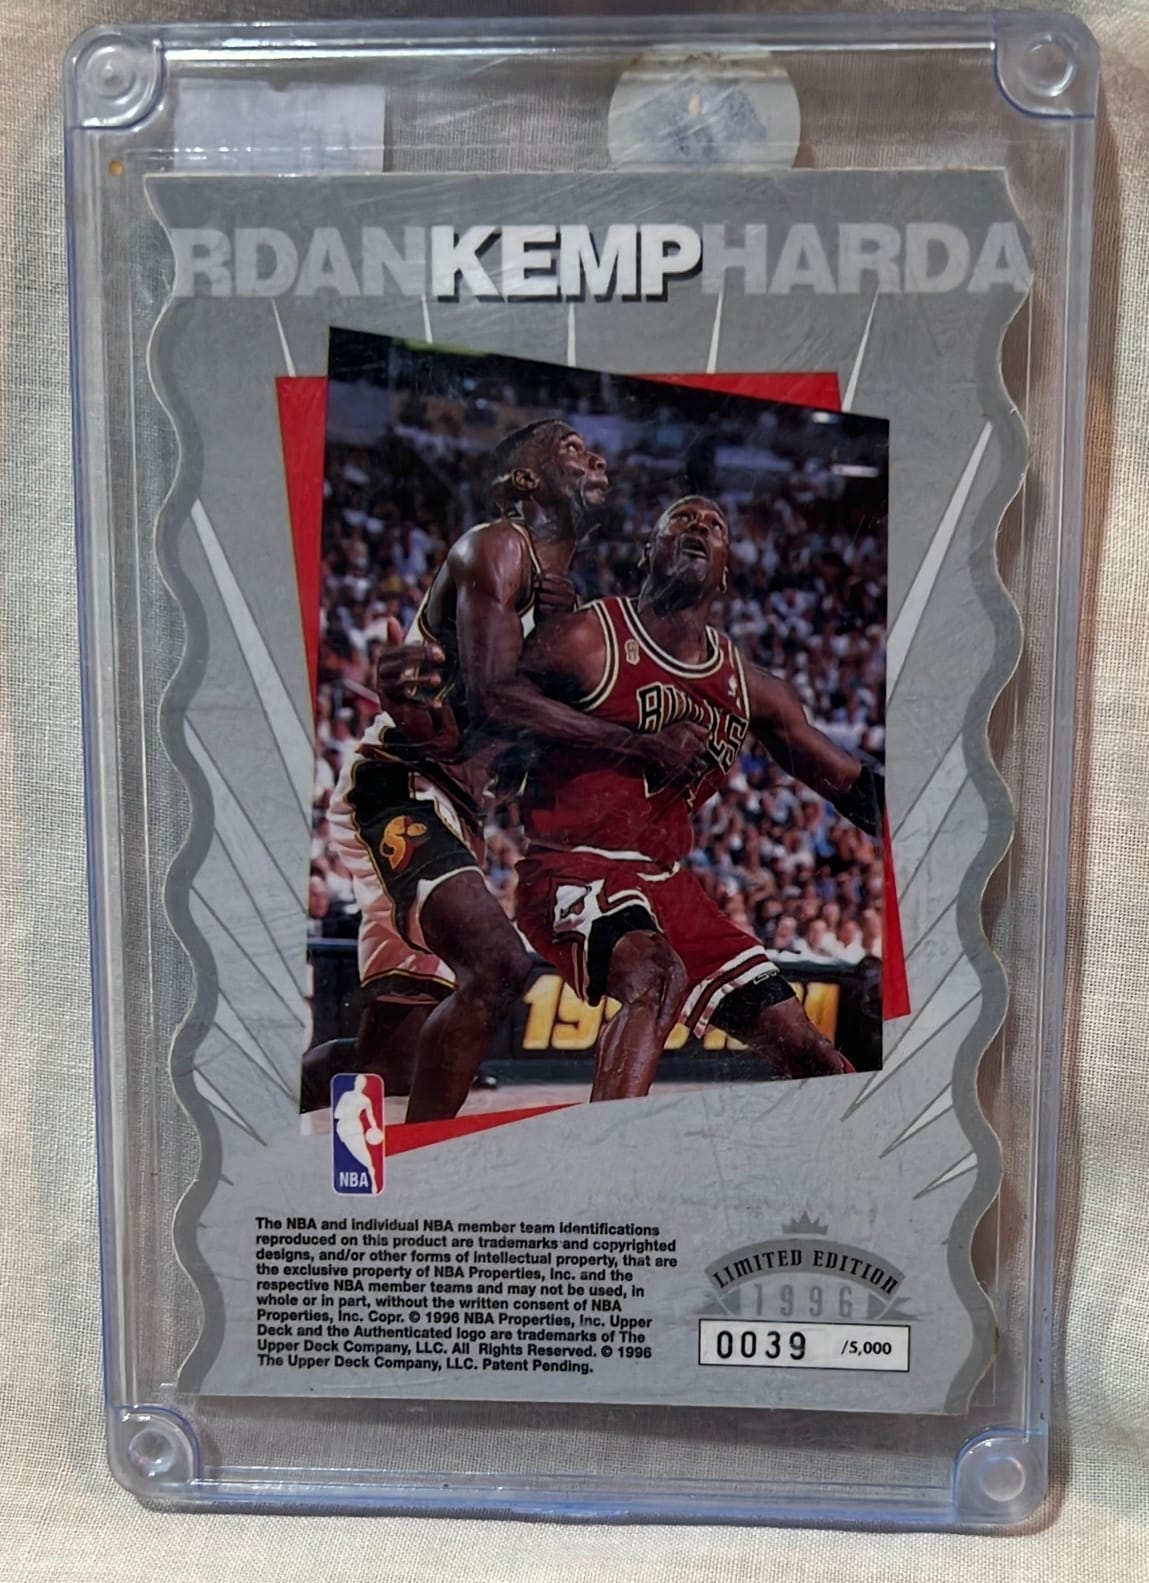 RDANKEMPHARDA
BULLS
NBA
The NBA and individual NBA member team identifications
reproduced on this product are trademarks and copyrighted
designs, and/or other forms of intellectual property, that are
the exclusive property of NBA Properties, Inc. and the
respective NBA member teams and may not be used, in
whole or in part, without the written consent of NBA
Properties, Inc. Copr. © 1996 NBA Properties, Inc. Upper
Deck and the Authenticated logo are trademarks of The
Upper Deck Company, LLC. All Rights Reserved. © 1996
The Upper Deck Company, LLC. Patent Pending.
LIMITED EDITION
1996
0039 /5,000